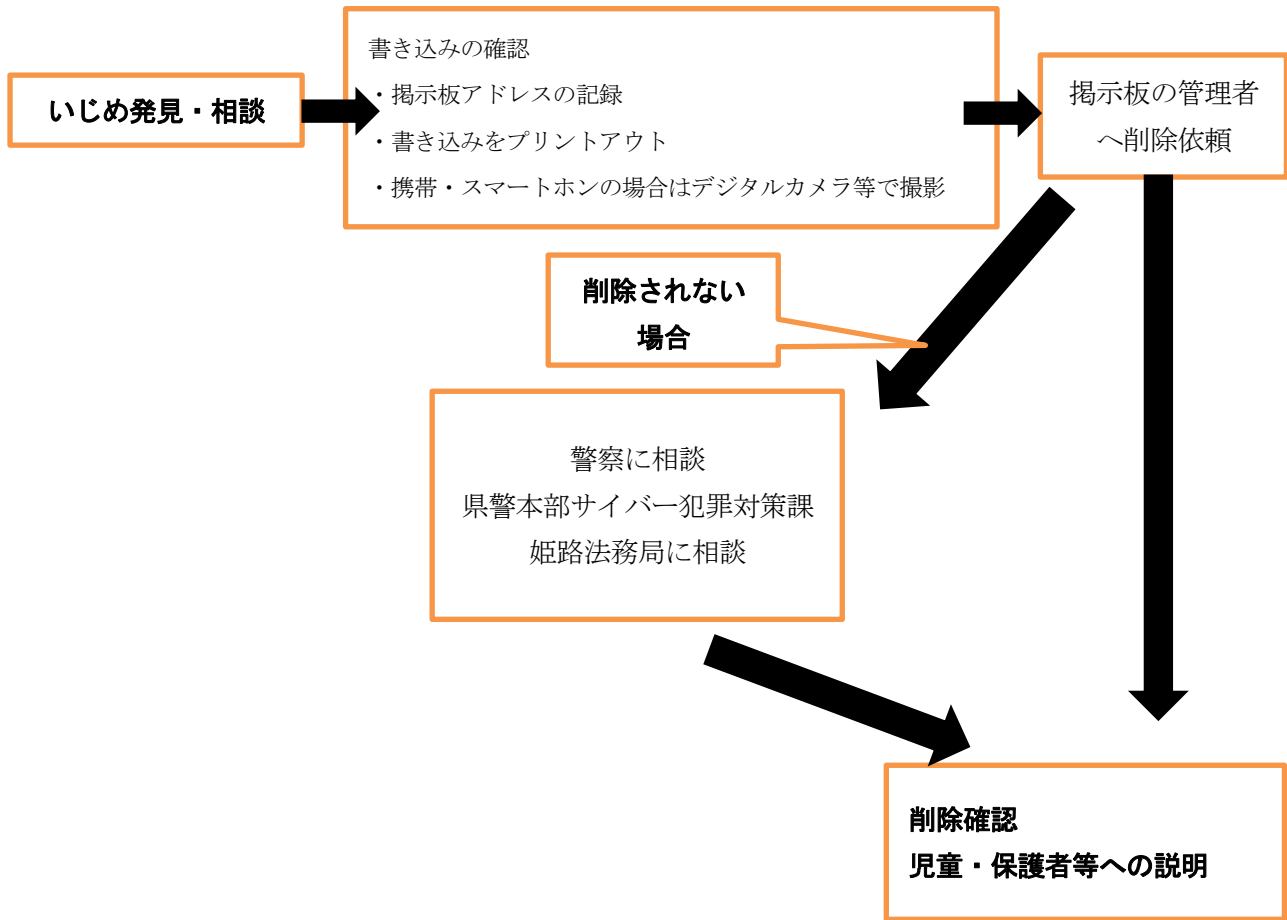 いじめ発見・相談
書き込みの確認
・掲示板アドレスの記録
・書き込みをプリントアウト
・携帯・スマートホンの場合はデジタルカメラ等で撮影
掲示板の管理者
へ削除依頼
削除されない
場合
警察に相談
県警本部サイバー犯罪対策課
姫路法務局に相談
削除確認
児童・保護者等への説明